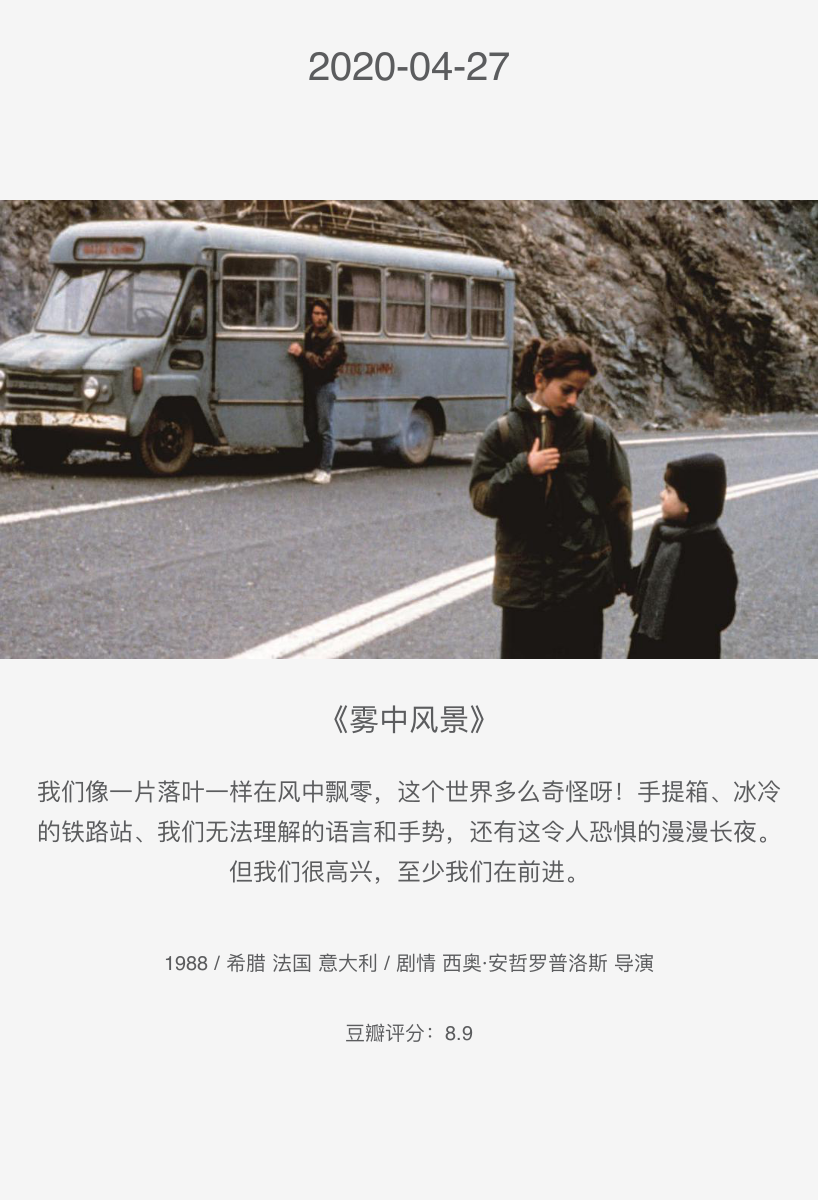 2020-04-27
《雾中风景》
我们像一片落叶一样在风中飘零，这个世界多么奇怪呀！手提箱、冰冷
的铁路站、我们无法理解的语言和手势，还有这令人恐惧的漫漫长夜。
但我们很高兴，至少我们在前进。
1988 / 希腊 法国 意大利 / 剧情 西奥·安哲罗普洛斯 导演
豆瓣评分：8.9